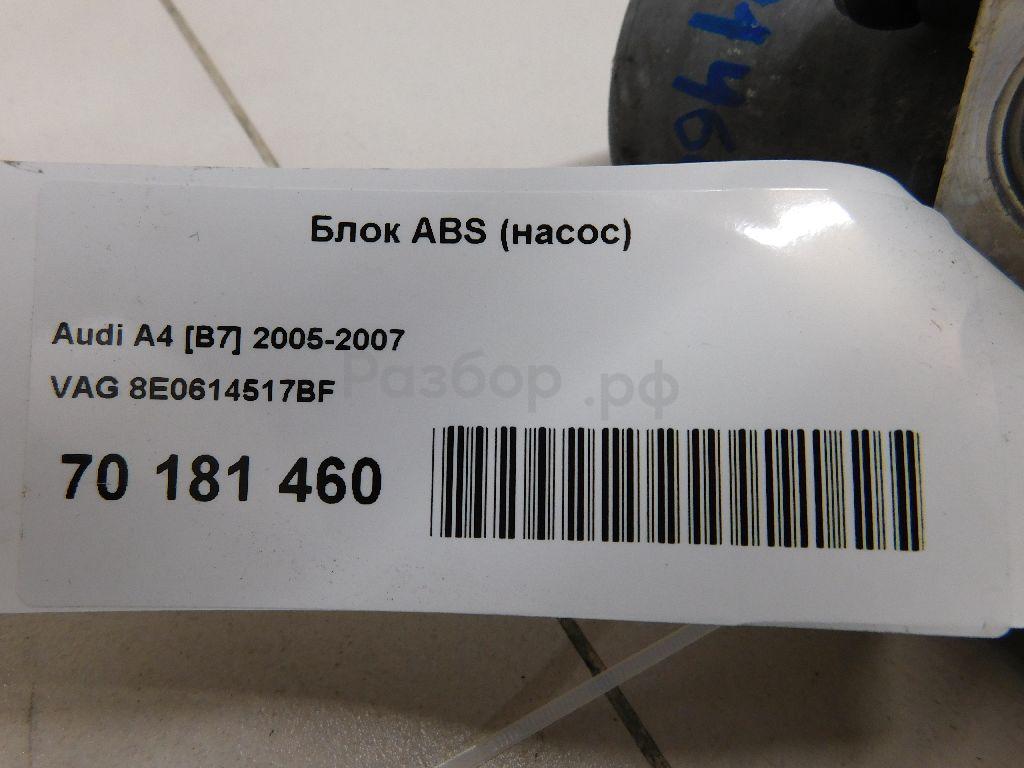 Блок ABS (насос)
Audi A4 [B7] 2005-2007
VAG 8E0614517BF
Разбор.рф
70 181 460